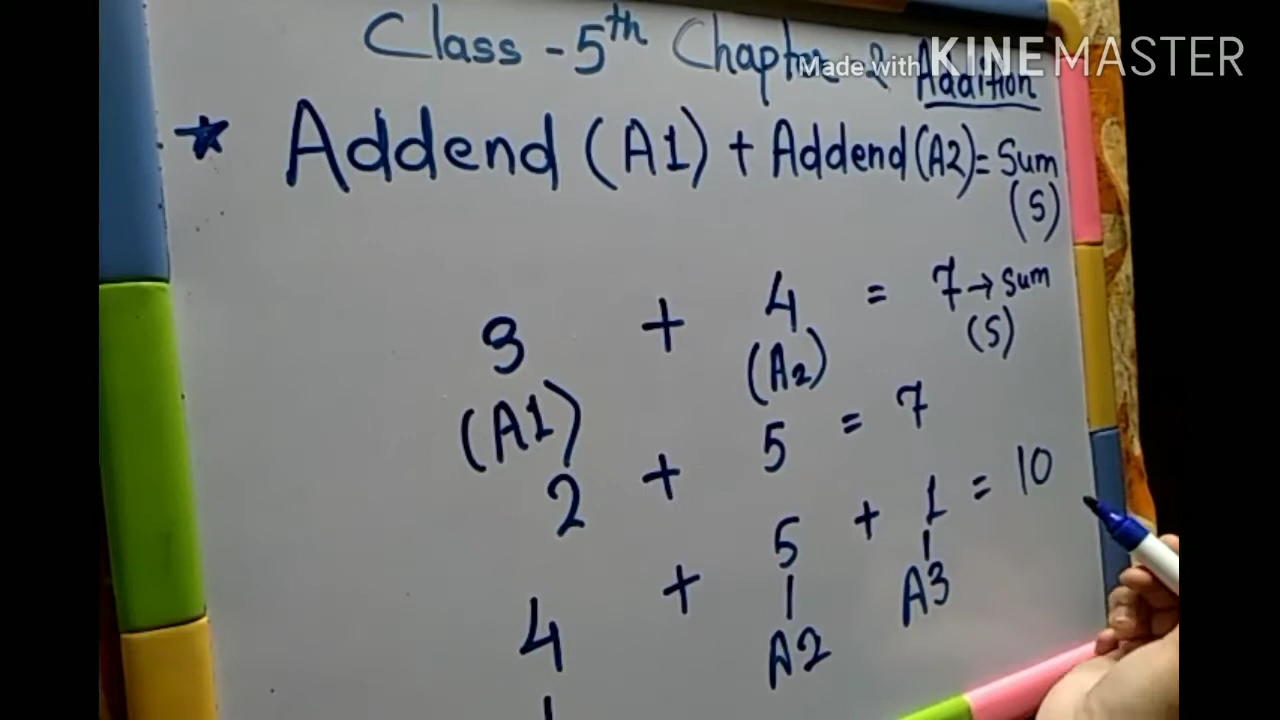 Class - 5th Chapter 2 Addition
Made with KINEMASTER
* Addend (A1) + Addend (A2) = Sum
(S)
3 + 4 = 7 → Sum
(A1) (A2) (S)
2 + 5 = 7
4 + 5 + 1 = 10
A2 A3